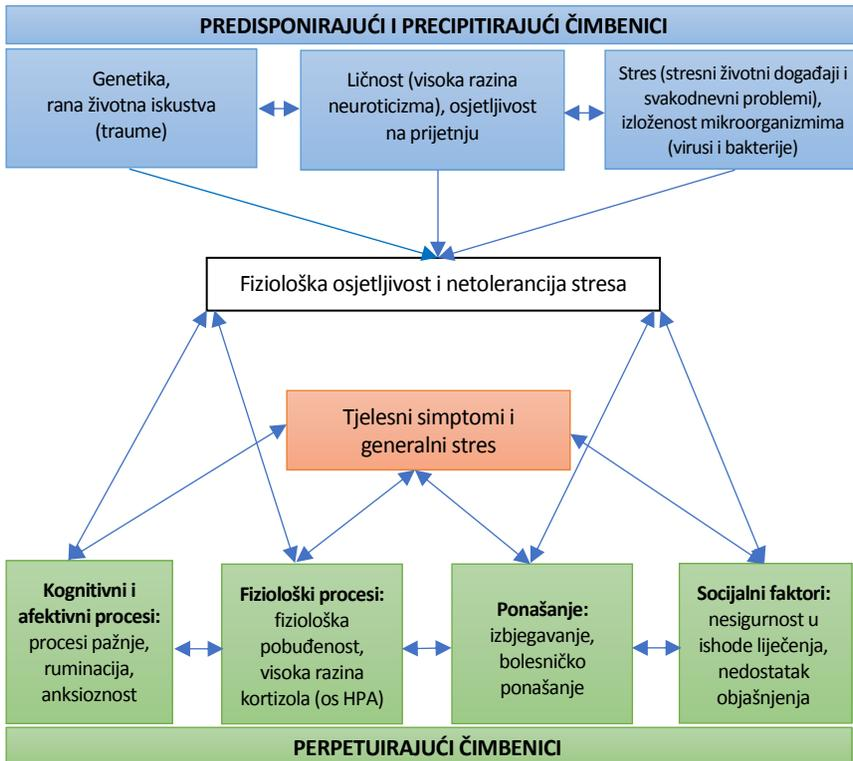 PREDISPONIRAJUĆI I PRECIPITIRAJUĆI ČIMBENICI
Genetika,
rana životna iskustva
(traume)
Ličnost (visoka razina
neuroticizma), osjetljivost
na prijetnju
Stres (stresni životni događaji i
svakodnevni problemi),
izloženost mikroorganizmima
(virusi i bakterije)
Fiziološka osjetljivost i netolerancija stresa
Tjelesni simptomi i
generalni stres
Kognitivni i
afektivni procesi:
procesi pažnje,
ruminacija,
anksioznost
Fiziološki procesi:
fiziološka
pobuđenost,
visoka razina
kortizola (os HPA)
Ponašanje:
izbjegavanje,
bolesničko
ponašanje
Socijalni faktori:
nesigurnost u
ishode liječenja,
nedostatak
objašnjenja
PERPETUIRAJUĆI ČIMBENICI